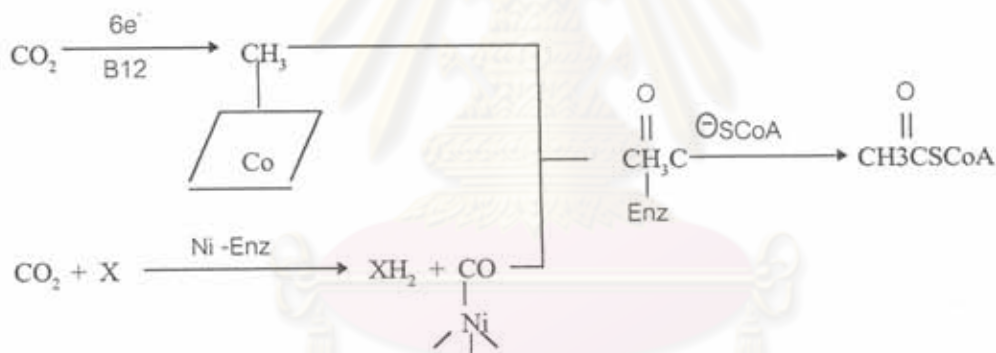 6e⁻
CO₂ CH₃
B12
Co
O
||
CH₃C
Enz
ΘSCoA
O
||
CH3CSCoA
Ni -Enz
CO₂ + X XH₂ + CO
Ni